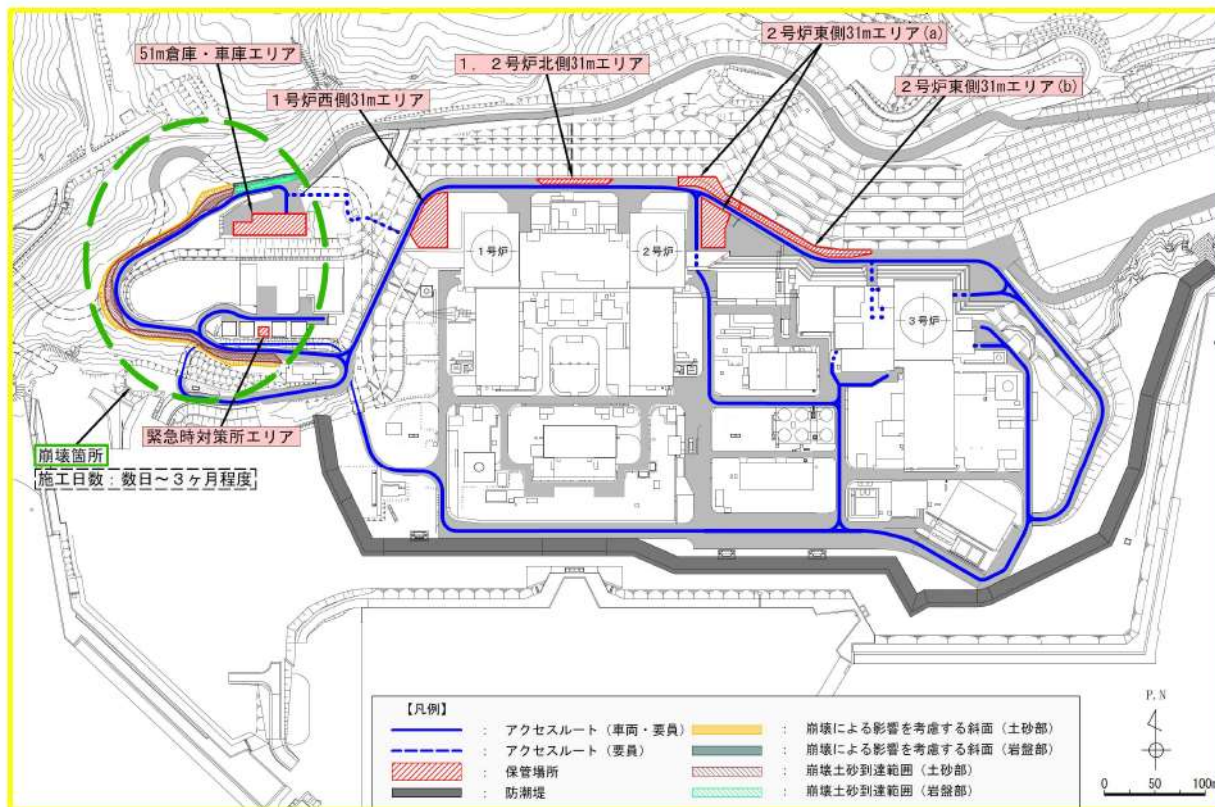 51m倉庫・車庫エリア
1号炉西側31mエリア
1,2号炉北側31mエリア
2号炉東側31mエリア(a)
2号炉東側31mエリア(b)
1号炉
2号炉
3号炉
緊急時対策所エリア
崩壊箇所
施工日数:数日~3ヶ月程度
P.N
【凡例】
: アクセスルート(車両・要員)
: アクセスルート(要員)
: 保管場所
: 防潮堤
: 崩壊による影響を考慮する斜面(土砂部)
: 崩壊による影響を考慮する斜面(岩盤部)
: 崩壊土砂到達範囲(土砂部)
: 崩壊土砂到達範囲(岩盤部)
0 50 100m